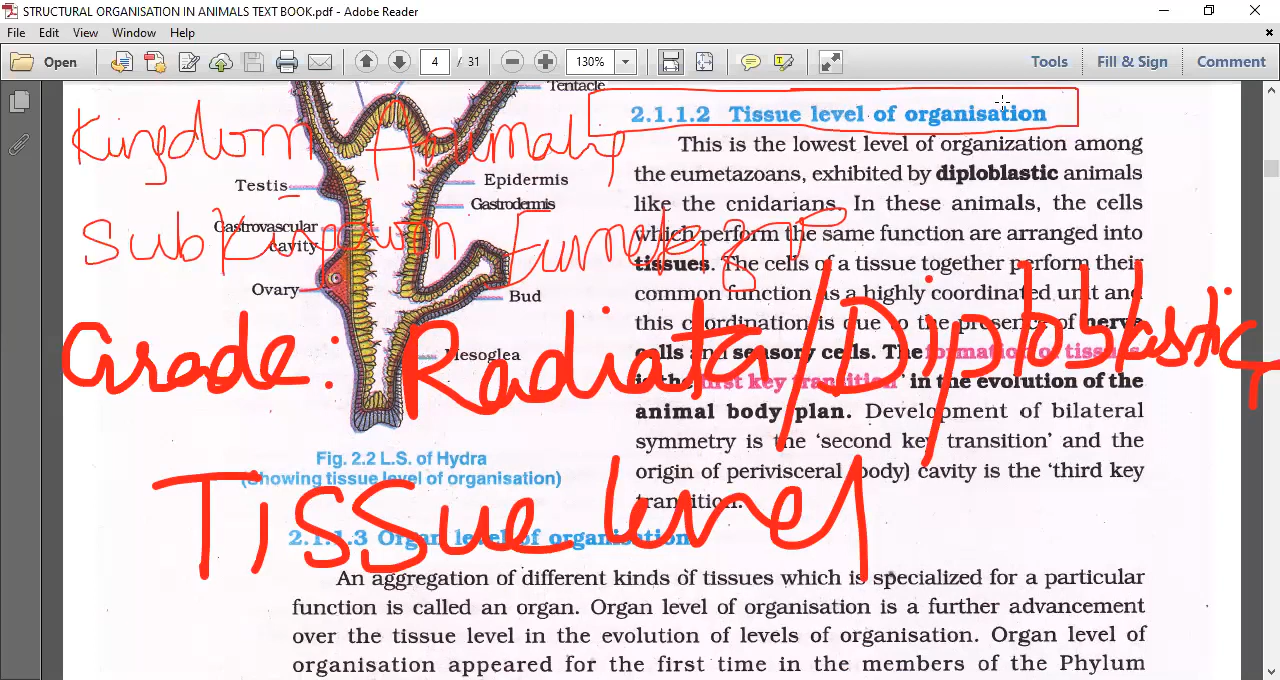 STRUCTURAL ORGANISATION IN ANIMALS TEXT BOOK.pdf - Adobe Reader
File Edit View Window Help
Open 4 / 31 130% Tools Fill & Sign Comment
Tentacle
Testis
Epidermis
Gastrodermis
Gastrovascular
cavity
Ovary
Bud
Mesoglea
Fig. 2.2 L.S. of Hydra
(Showing tissue level of organisation)
Kingdom Animalia
Subkingdom Eumetazoa
Grade: Radiata/Diploblastic
Tissue level
2.1.1.2 Tissue level of organisation
This is the lowest level of organization among
the eumetazoans, exhibited by diploblastic animals
like the cnidarians. In these animals, the cells
which perform the same function are arranged into
tissues. The cells of a tissue together perform their
common function as a highly coordinated unit and
this coordination is due to the presence of nerve
cells and sensory cells. The formation of tissues
is the 'first key transition' in the evolution of the
animal body plan. Development of bilateral
symmetry is the 'second key transition' and the
origin of perivisceral (body) cavity is the 'third key
transition.
2.1.1.3 Organ level of organisation
An aggregation of different kinds of tissues which is specialized for a particular
function is called an organ. Organ level of organisation is a further advancement
over the tissue level in the evolution of levels of organisation. Organ level of
organisation appeared for the first time in the members of the Phylum